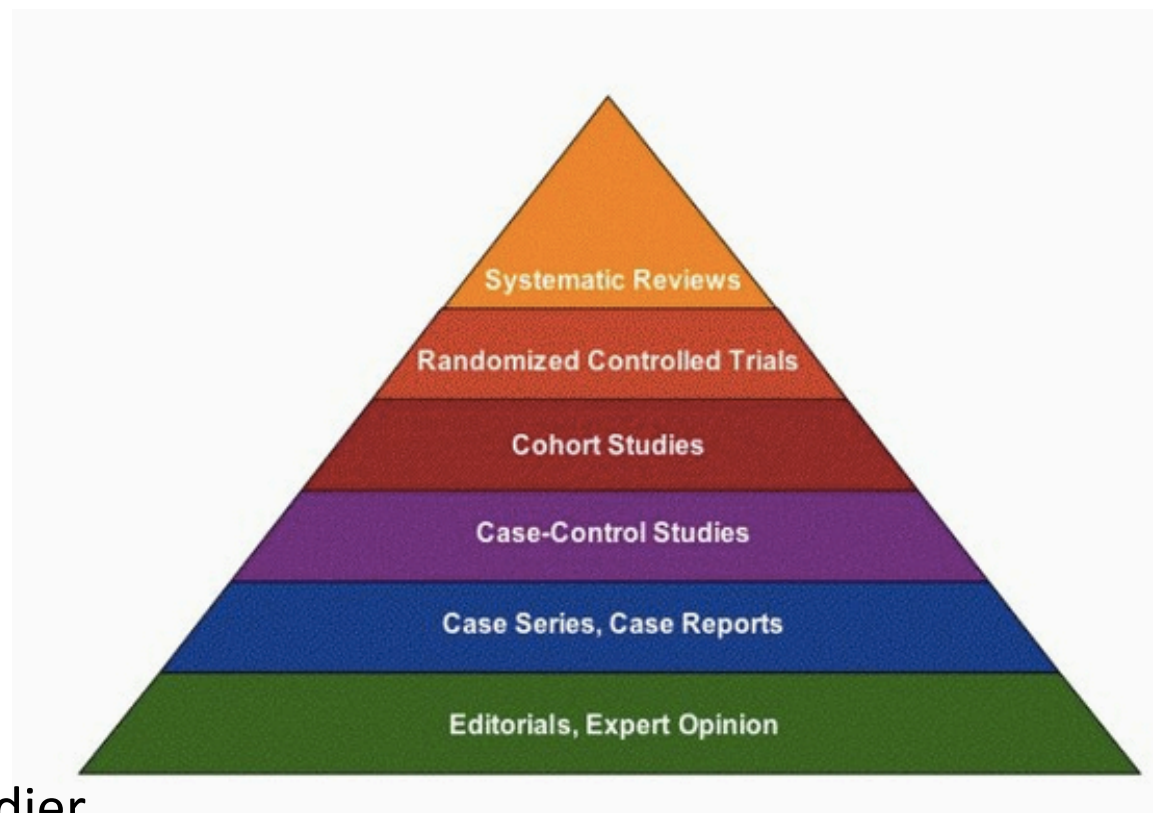 Systematic Reviews
Randomized Controlled Trials
Cohort Studies
Case-Control Studies
Case Series, Case Reports
Editorials, Expert Opinion